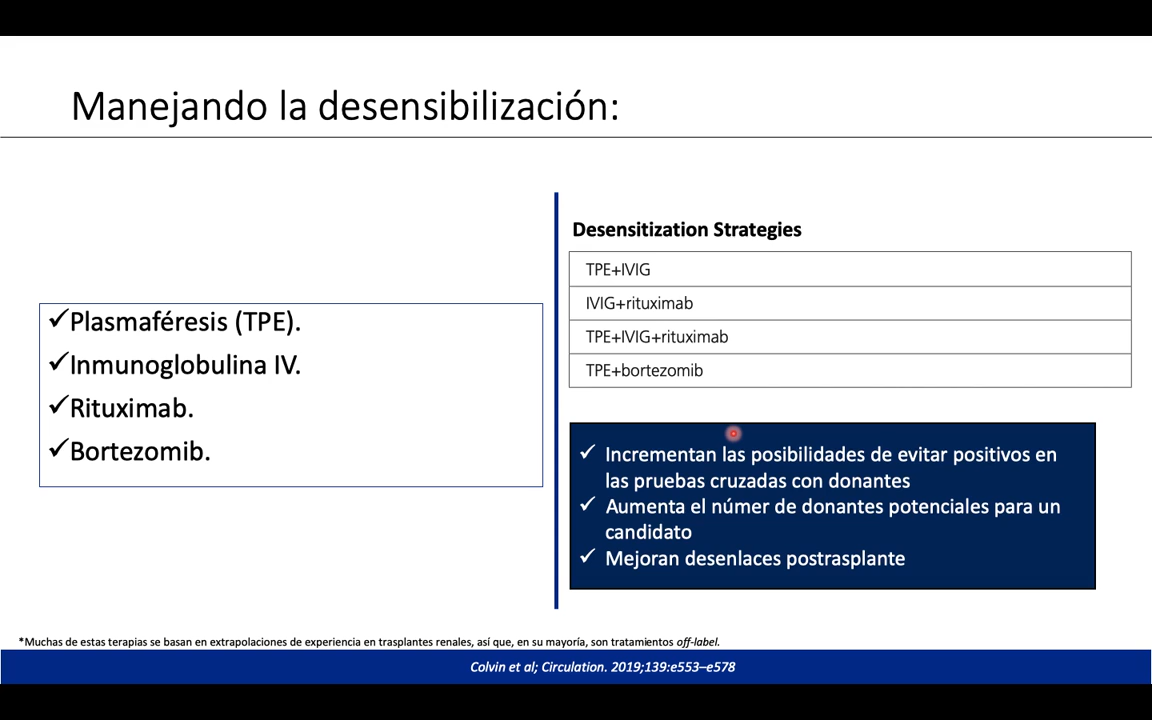 Manejando la desensibilización:
✓Plasmaféresis (TPE).
✓Inmunoglobulina IV.
✓Rituximab.
✓Bortezomib.
Desensitization Strategies
TPE+IVIG
IVIG+rituximab
TPE+IVIG+rituximab
TPE+bortezomib
✓ Incrementan las posibilidades de evitar positivos en
las pruebas cruzadas con donantes
✓ Aumenta el númer de donantes potenciales para un
candidato
✓ Mejoran desenlaces postrasplante
*Muchas de estas terapias se basan en extrapolaciones de experiencia en trasplantes renales, así que, en su mayoría, son tratamientos off-label.
Colvin et al; Circulation. 2019;139:e553–e578